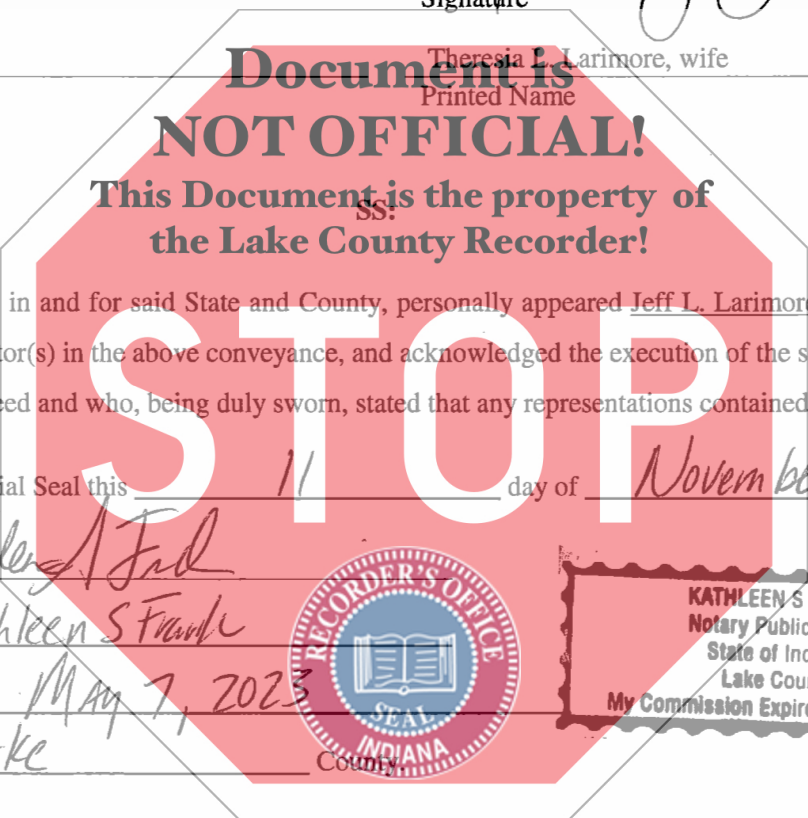 Signature
Theresia L. Larimore, wife
Document is
Printed Name
NOT OFFICIAL!
This Document is the property of
SS:
the Lake County Recorder!
in and for said State and County, personally appeared Jeff L. Larimor
tor(s) in the above conveyance, and acknowledged the execution of the s
eed and who, being duly sworn, stated that any representations contained
STOP
ial Seal this 11 day of Novembe
hleen S Frank
May 7, 2023
ke County.
RECORDER'S OFFICE
SEAL
INDIANA
KATHLEEN S
Notary Public
State of Ind
Lake Cou
My Commission Expire